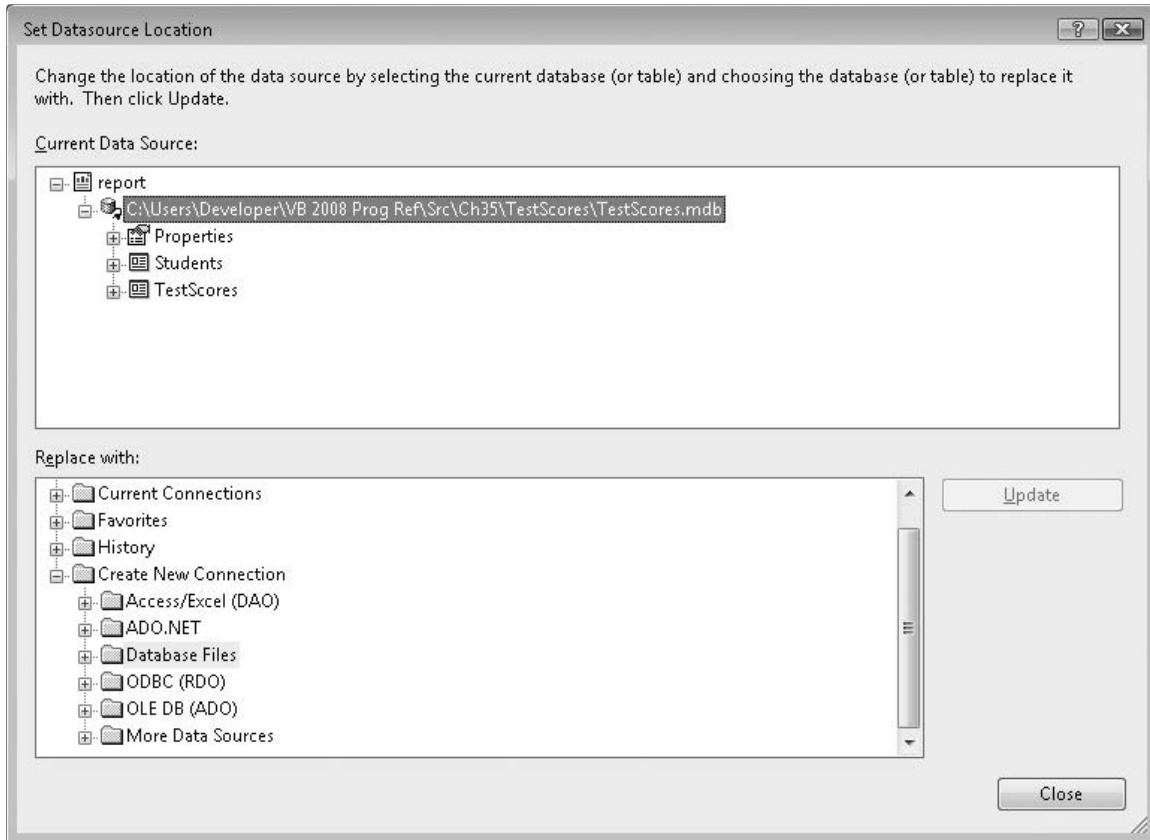 Set Datasource Location
?
Change the location of the data source by selecting the current database (or table) and choosing the database (or table) to replace it
with. Then click Update.
Current Data Source:
report
C:\Users\Developer\VB 2008 Prog Ref\Src\Ch35\TestScores\TestScores.mdb
Properties
Students
TestScores
Replace with:
Current Connections
Favorites
History
Create New Connection
Access/Excel (DAO)
ADO.NET
Database Files
ODBC (RDO)
OLE DB (ADO)
More Data Sources
Update
Close